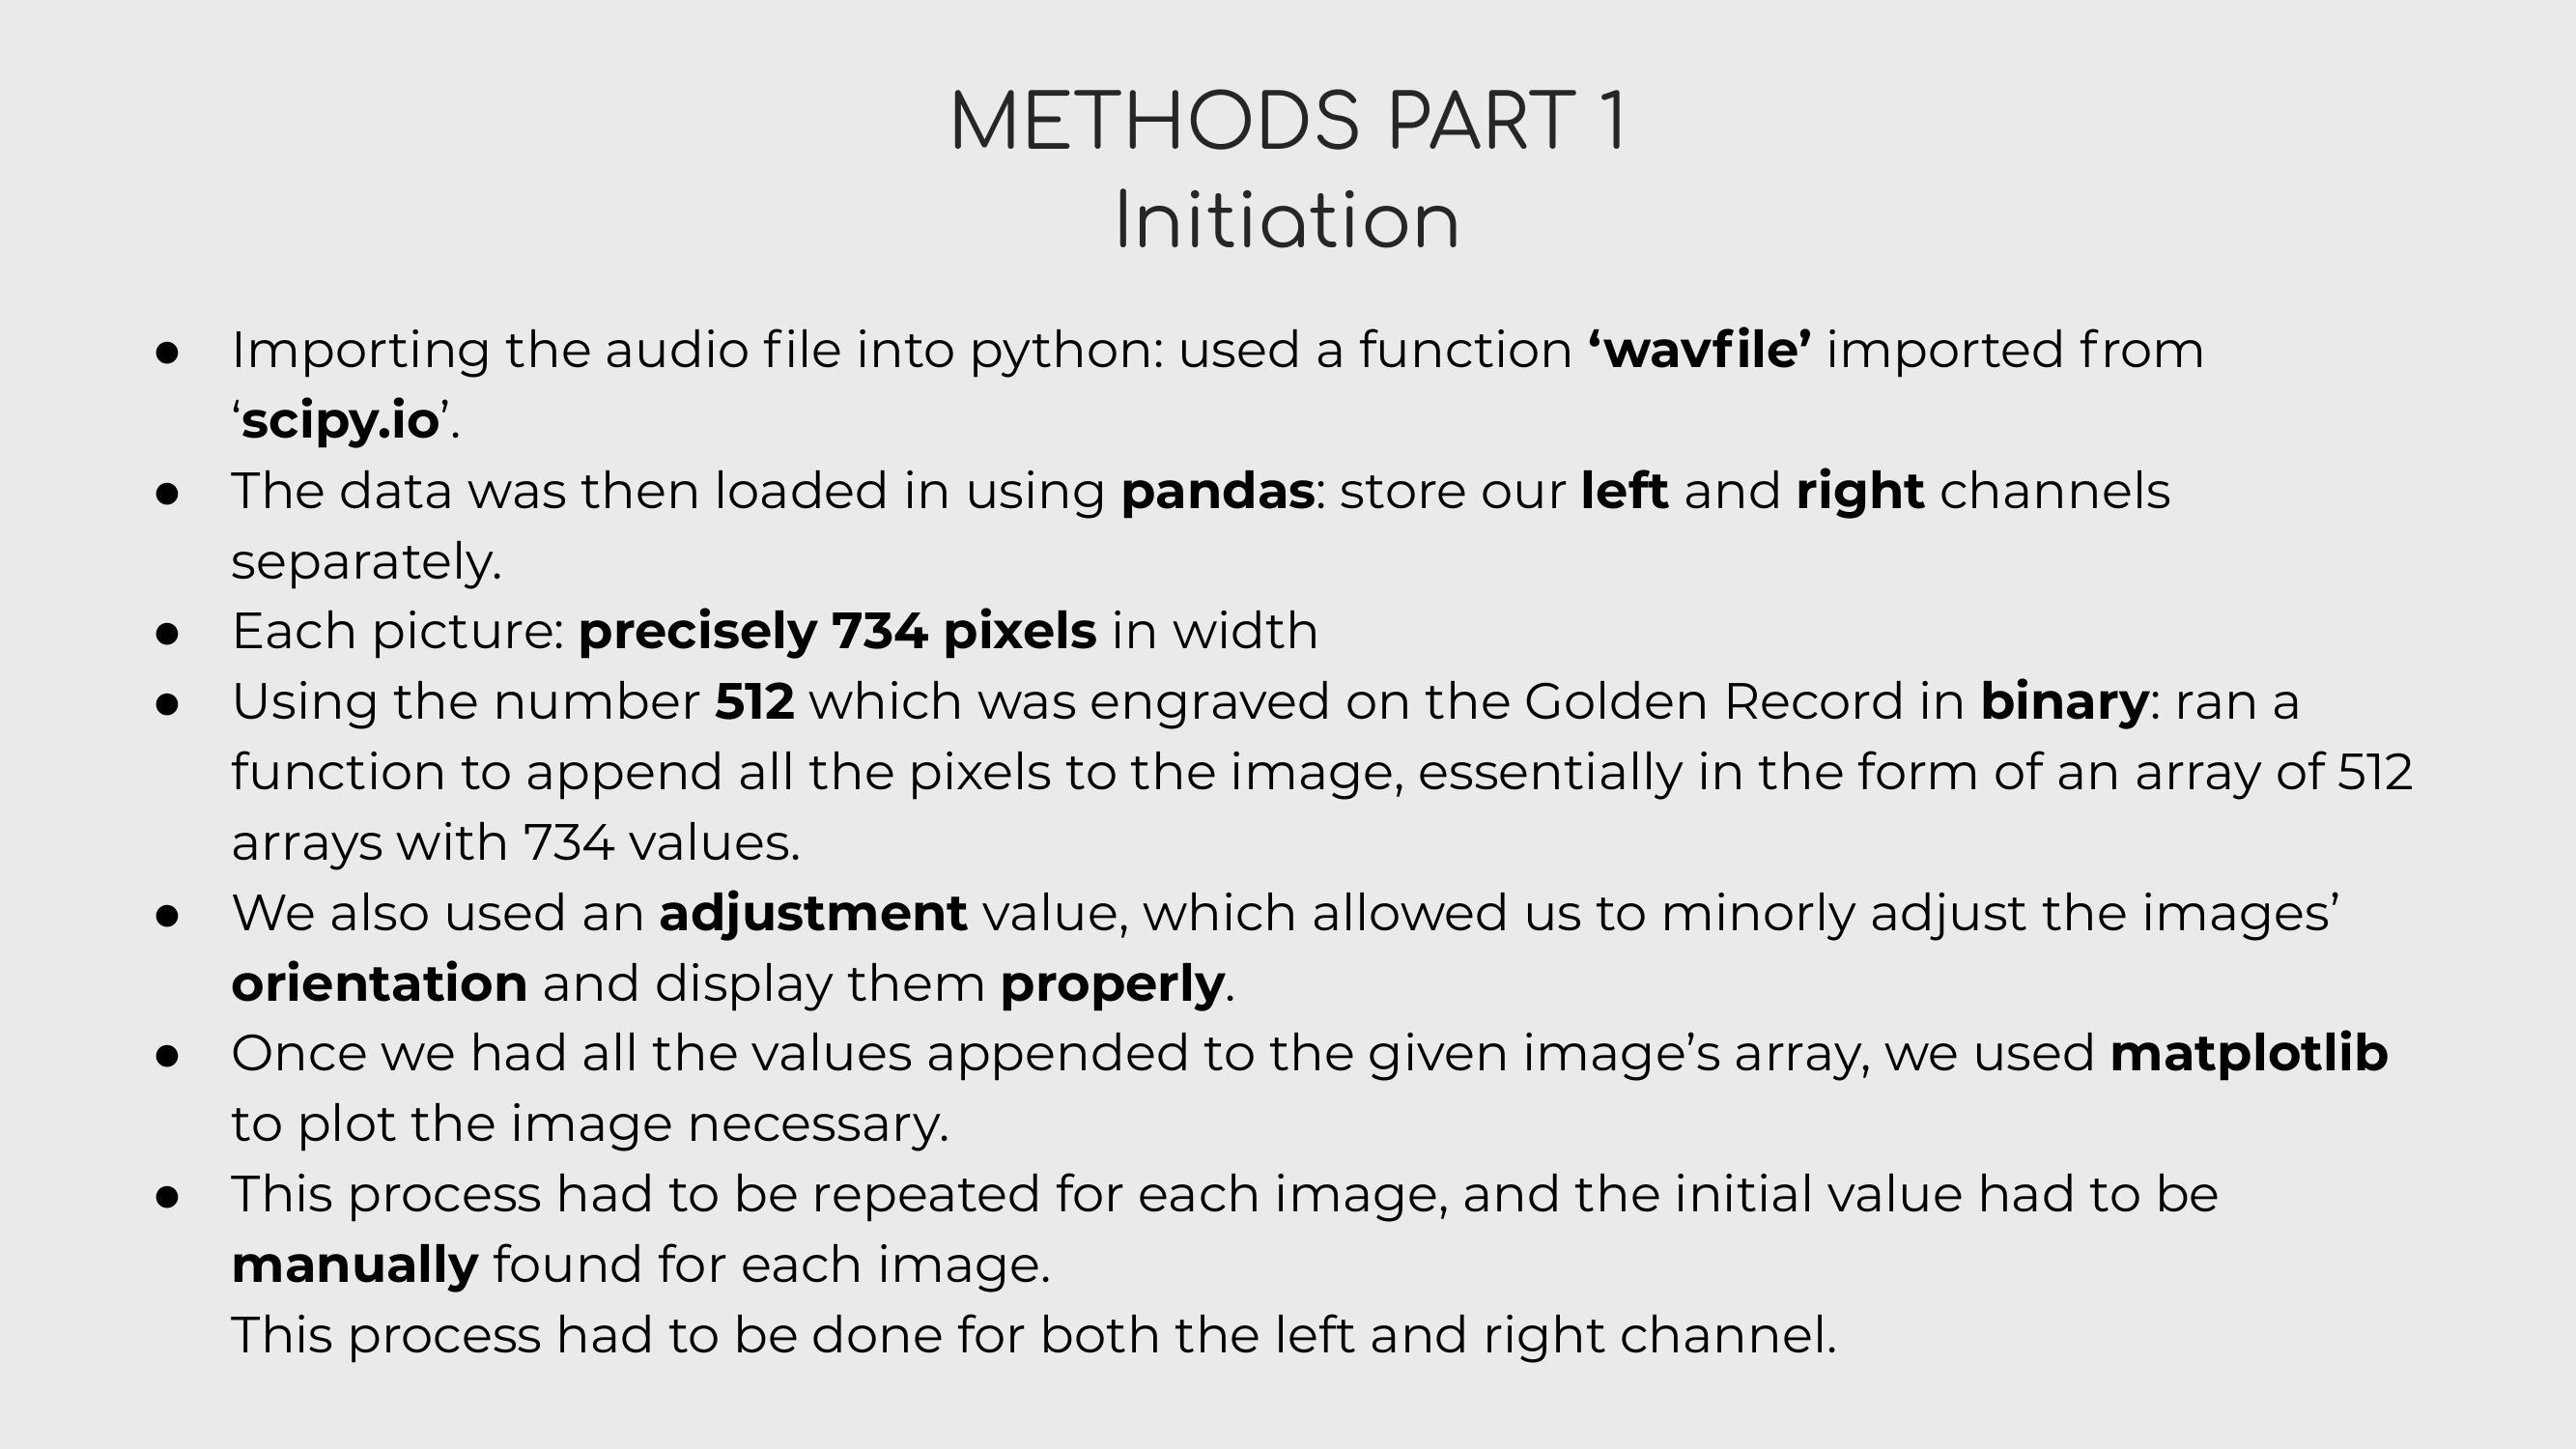 METHODS PART 1
Initiation
● Importing the audio file into python: used a function ‘wavfile’ imported from
‘scipy.io’.
● The data was then loaded in using pandas: store our left and right channels
separately.
● Each picture: precisely 734 pixels in width
● Using the number 512 which was engraved on the Golden Record in binary: ran a
function to append all the pixels to the image, essentially in the form of an array of 512
arrays with 734 values.
● We also used an adjustment value, which allowed us to minorly adjust the images’
orientation and display them properly.
● Once we had all the values appended to the given image’s array, we used matplotlib
to plot the image necessary.
● This process had to be repeated for each image, and the initial value had to be
manually found for each image.
This process had to be done for both the left and right channel.